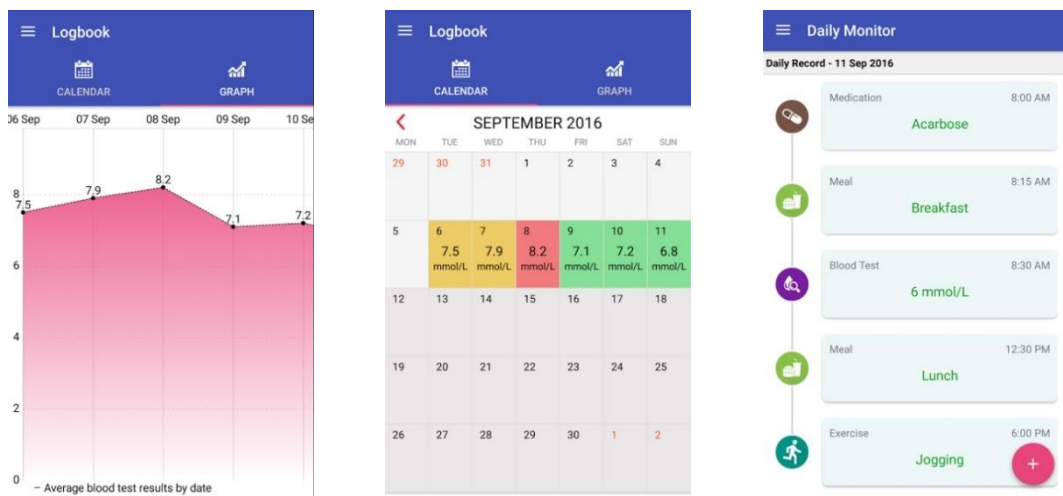 Logbook
CALENDAR GRAPH
06 Sep 07 Sep 08 Sep 09 Sep 10 Se
8.2
7.9
8
7.5
7.1 7.2
6
4
2
0
– Average blood test results by date
Logbook
CALENDAR GRAPH
SEPTEMBER 2016
MON TUE WED THU FRI SAT SUN
29 30 31 1 2 3 4
5 6 7 8 9 10 11
7.5 7.9 8.2 7.1 7.2 6.8
mmol/L mmol/L mmol/L mmol/L mmol/L mmol/L
12 13 14 15 16 17 18
19 20 21 22 23 24 25
26 27 28 29 30 1 2
Daily Monitor
Daily Record - 11 Sep 2016
Medication 8:00 AM
Acarbose
Meal 8:15 AM
Breakfast
Blood Test 8:30 AM
6 mmol/L
Meal 12:30 PM
Lunch
Exercise 6:00 PM
Jogging
+